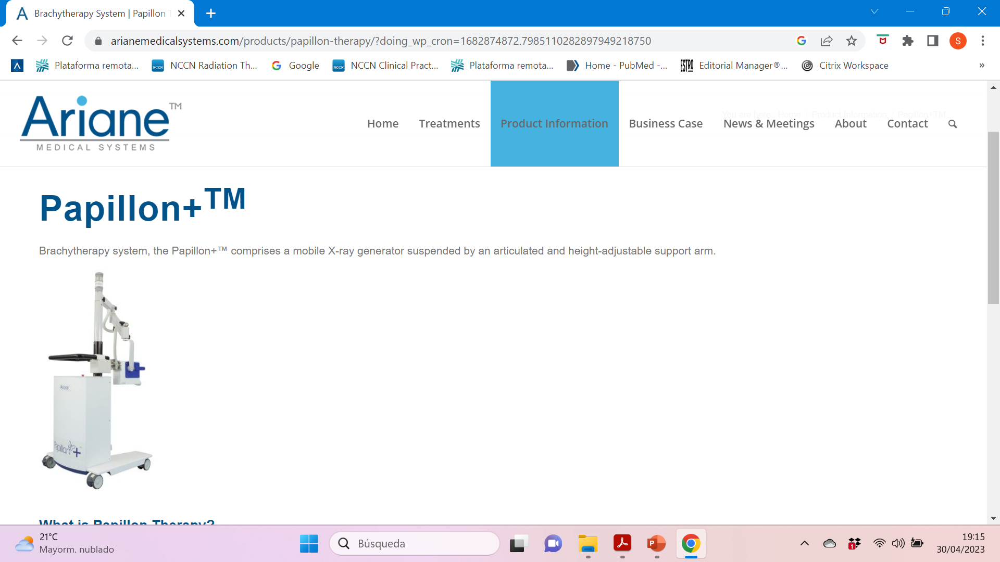 Brachytherapy System | Papillon T
arianemedicalsystems.com/products/papillon-therapy/?doing_wp_cron=1682874872.7985110282897949218750
S
Plataforma remota...
NCCN Radiation Th...
Google
NCCN Clinical Pract...
Plataforma remota...
Home - PubMed -...
ESTRO
Editorial Manager®...
Citrix Workspace
»
Ariane™
MEDICAL SYSTEMS
You are here: Home / Product Information / Papillon+TM
Home
Treatments
Product Information
Business Case
News & Meetings
About
Contact
Papillon+TM
Brachytherapy system, the Papillon+™ comprises a mobile X-ray generator suspended by an articulated and height-adjustable support arm.
Ariane
Papillon+
What is Papillon Therapy?
21°C
Mayorm. nublado
Búsqueda
19:15
30/04/2023